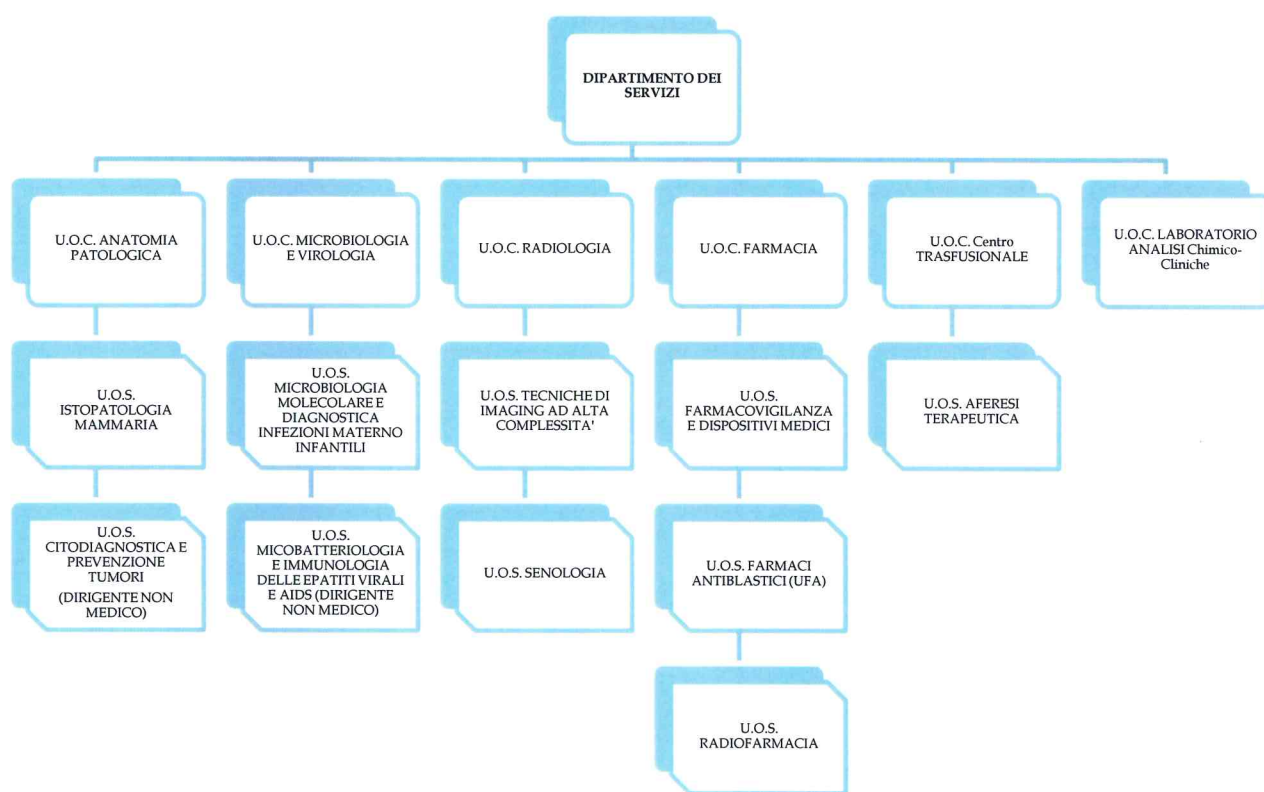 DIPARTIMENTO DEI
SERVIZI
U.O.C. ANATOMIA
PATOLOGICA
U.O.C. MICROBIOLOGIA
E VIROLOGIA
U.O.C. RADIOLOGIA
U.O.C. FARMACIA
U.O.C. Centro
TRASFUSIONALE
U.O.C. LABORATORIO
ANALISI Chimico-
Cliniche
U.O.S.
ISTOPATOLOGIA
MAMMARIA
U.O.S.
MICROBIOLOGIA
MOLECOLARE E
DIAGNOSTICA
INFEZIONI MATERNO
INFANTILI
U.O.S. TECNICHE DI
IMAGING AD ALTA
COMPLESSITA'
U.O.S.
FARMACOVIGILANZA
E DISPOSITIVI MEDICI
U.O.S. AFERESI
TERAPEUTICA
U.O.S.
CITODIAGNOSTICA E
PREVENZIONE
TUMORI
(DIRIGENTE NON
MEDICO)
U.O.S.
MICOBATTERIOLOGIA
E IMMUNOLOGIA
DELLE EPATITI VIRALI
E AIDS (DIRIGENTE
NON MEDICO)
U.O.S. SENOLOGIA
U.O.S. FARMACI
ANTIBLASTICI (UFA)
U.O.S.
RADIOFARMACIA